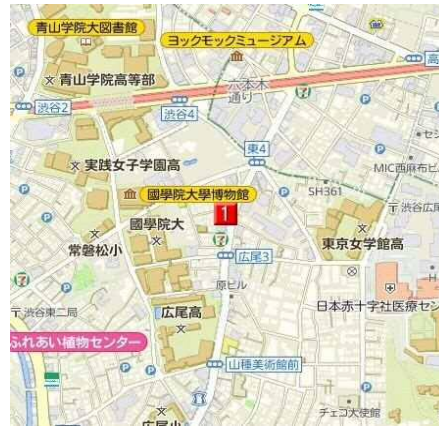 青山学院大図書館
ヨックモックミュージアム
青山学院高等部
六本木
通り
高
渋谷2
渋谷4
東4
実践女子学園高
セシ
MIC西麻布ビ
SH361
國學院大學博物館
1
渋谷広尾
國學院大
常磐松小
東京女学館高
広尾3
原ビル
渋谷東二局
広尾高
日本赤十字社医療セン
ふれあい植物センター
山種美術館前
チェコ大使館
広尾小